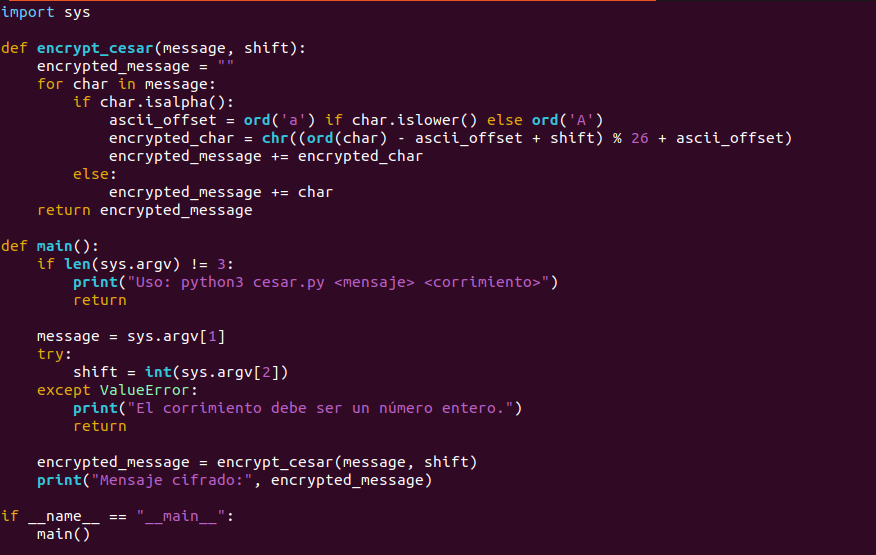 import sys

def encrypt_cesar(message, shift):
    encrypted_message = ""
    for char in message:
        if char.isalpha():
            ascii_offset = ord('a') if char.islower() else ord('A')
            encrypted_char = chr((ord(char) - ascii_offset + shift) % 26 + ascii_offset)
            encrypted_message += encrypted_char
        else:
            encrypted_message += char
    return encrypted_message

def main():
    if len(sys.argv) != 3:
        print("Uso: python3 cesar.py <mensaje> <corrimiento>")
        return

    message = sys.argv[1]
    try:
        shift = int(sys.argv[2])
    except ValueError:
        print("El corrimiento debe ser un número entero.")
        return

    encrypted_message = encrypt_cesar(message, shift)
    print("Mensaje cifrado:", encrypted_message)

if __name__ == "__main__":
    main()